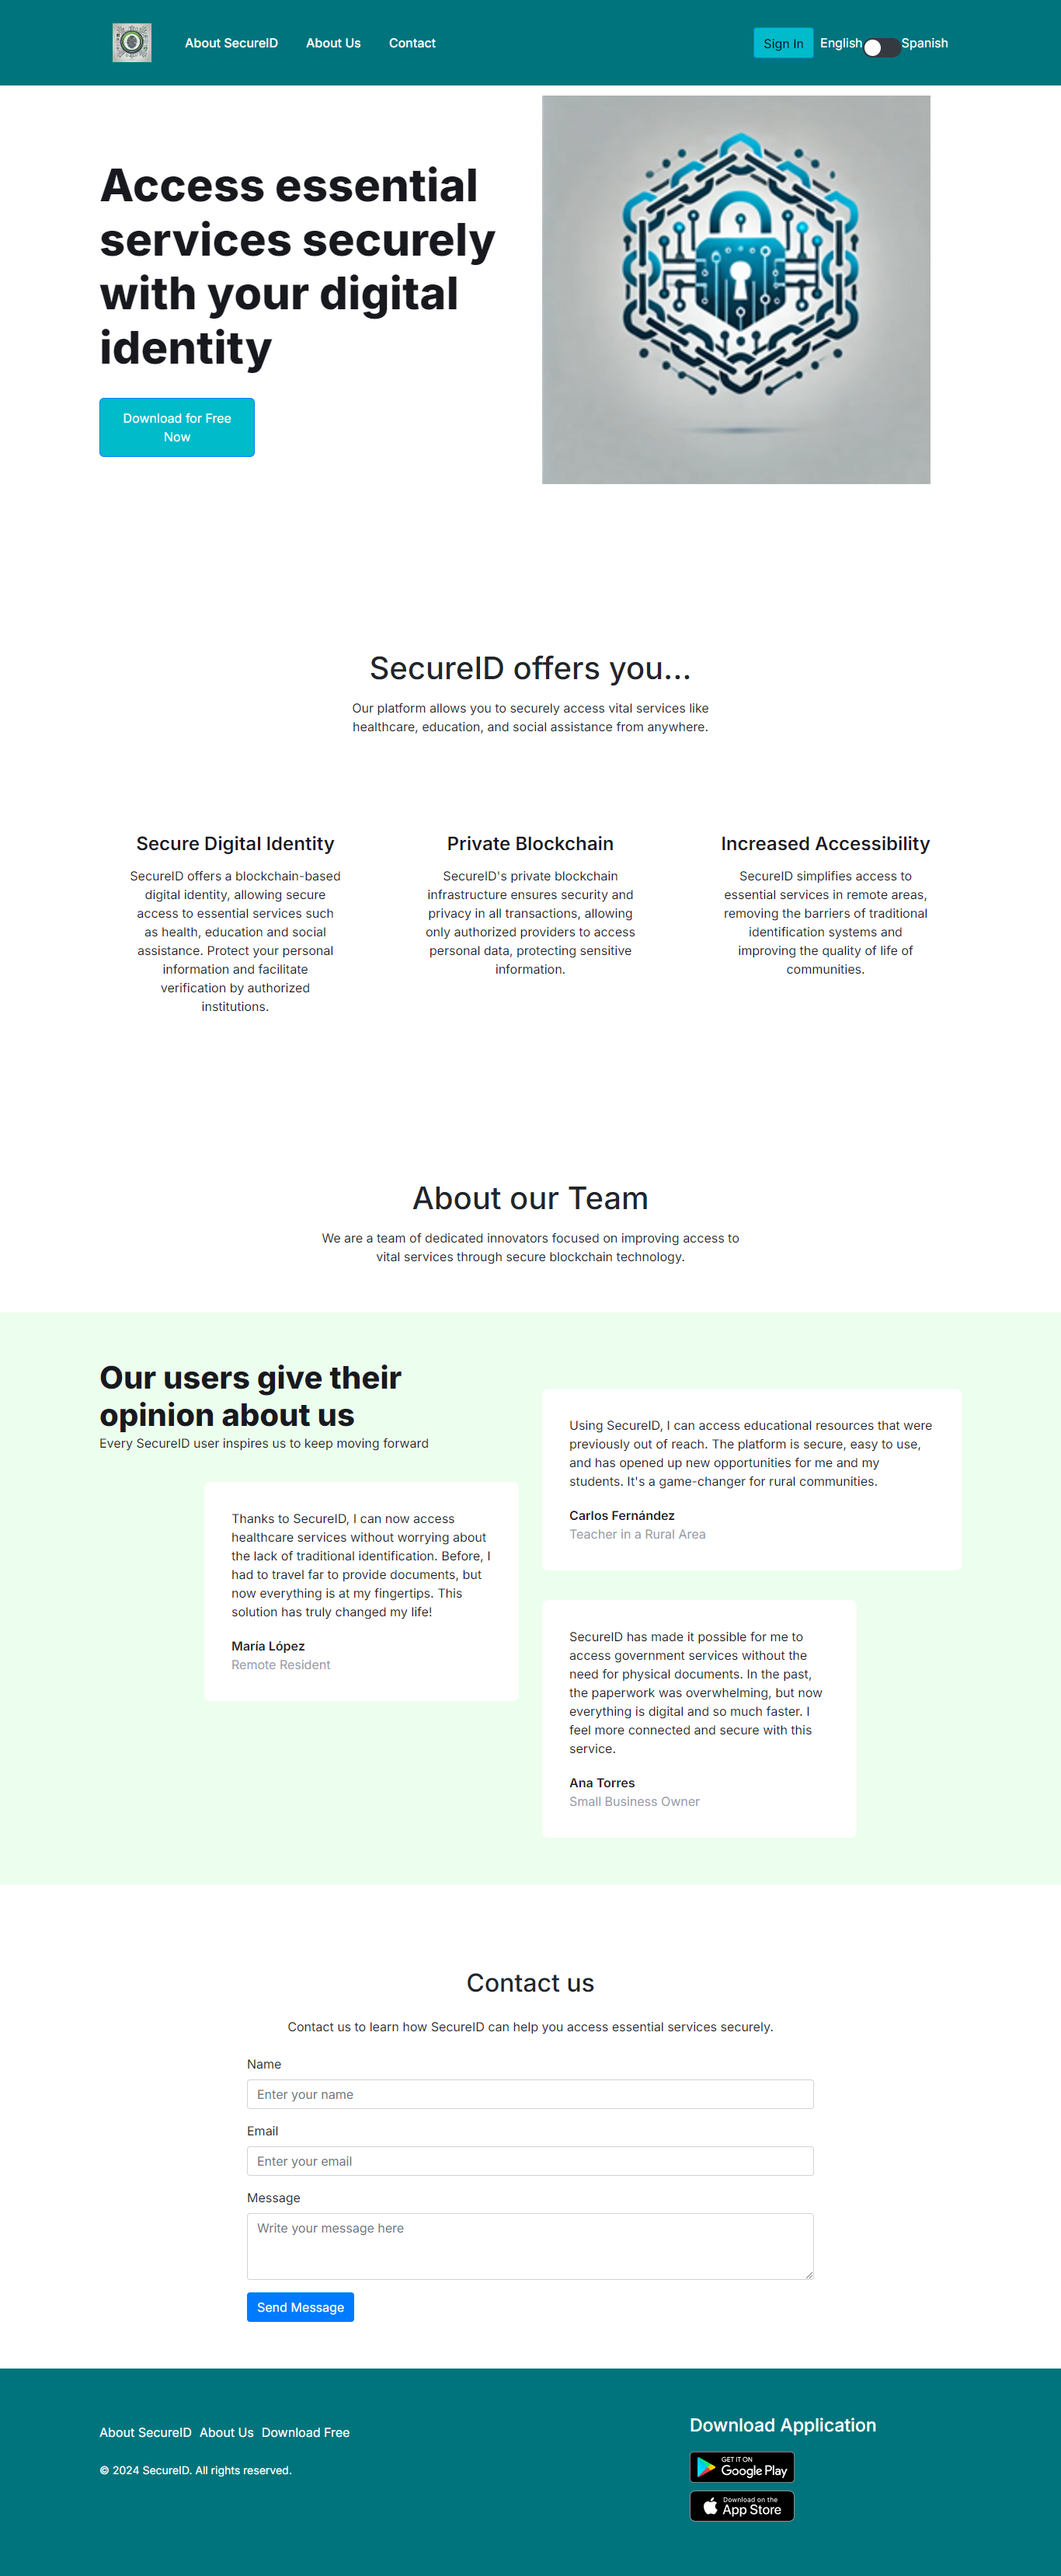 About SecureID
About Us
Contact
Sign In
English
Spanish
Access essential
services securely
with your digital
identity
Download for Free
Now
SecureID offers you...
Our platform allows you to securely access vital services like
healthcare, education, and social assistance from anywhere.
Secure Digital Identity
SecureID offers a blockchain-based
digital identity, allowing secure
access to essential services such
as health, education and social
assistance. Protect your personal
information and facilitate
verification by authorized
institutions.
Private Blockchain
SecureID's private blockchain
infrastructure ensures security and
privacy in all transactions, allowing
only authorized providers to access
personal data, protecting sensitive
information.
Increased Accessibility
SecureID simplifies access to
essential services in remote areas,
removing the barriers of traditional
identification systems and
improving the quality of life of
communities.
About our Team
We are a team of dedicated innovators focused on improving access to
vital services through secure blockchain technology.
Our users give their
opinion about us
Every SecureID user inspires us to keep moving forward
Thanks to SecureID, I can now access
healthcare services without worrying about
the lack of traditional identification. Before, I
had to travel far to provide documents, but
now everything is at my fingertips. This
solution has truly changed my life!
María López
Remote Resident
Using SecureID, I can access educational resources that were
previously out of reach. The platform is secure, easy to use,
and has opened up new opportunities for me and my
students. It's a game-changer for rural communities.
Carlos Fernández
Teacher in a Rural Area
SecureID has made it possible for me to
access government services without the
need for physical documents. In the past,
the paperwork was overwhelming, but now
everything is digital and so much faster. I
feel more connected and secure with this
service.
Ana Torres
Small Business Owner
Contact us
Contact us to learn how SecureID can help you access essential services securely.
Name
Enter your name
Email
Enter your email
Message
Write your message here
Send Message
About SecureID
About Us
Download Free
© 2024 SecureID. All rights reserved.
Download Application
GET IT ON
Google Play
Download on the
App Store